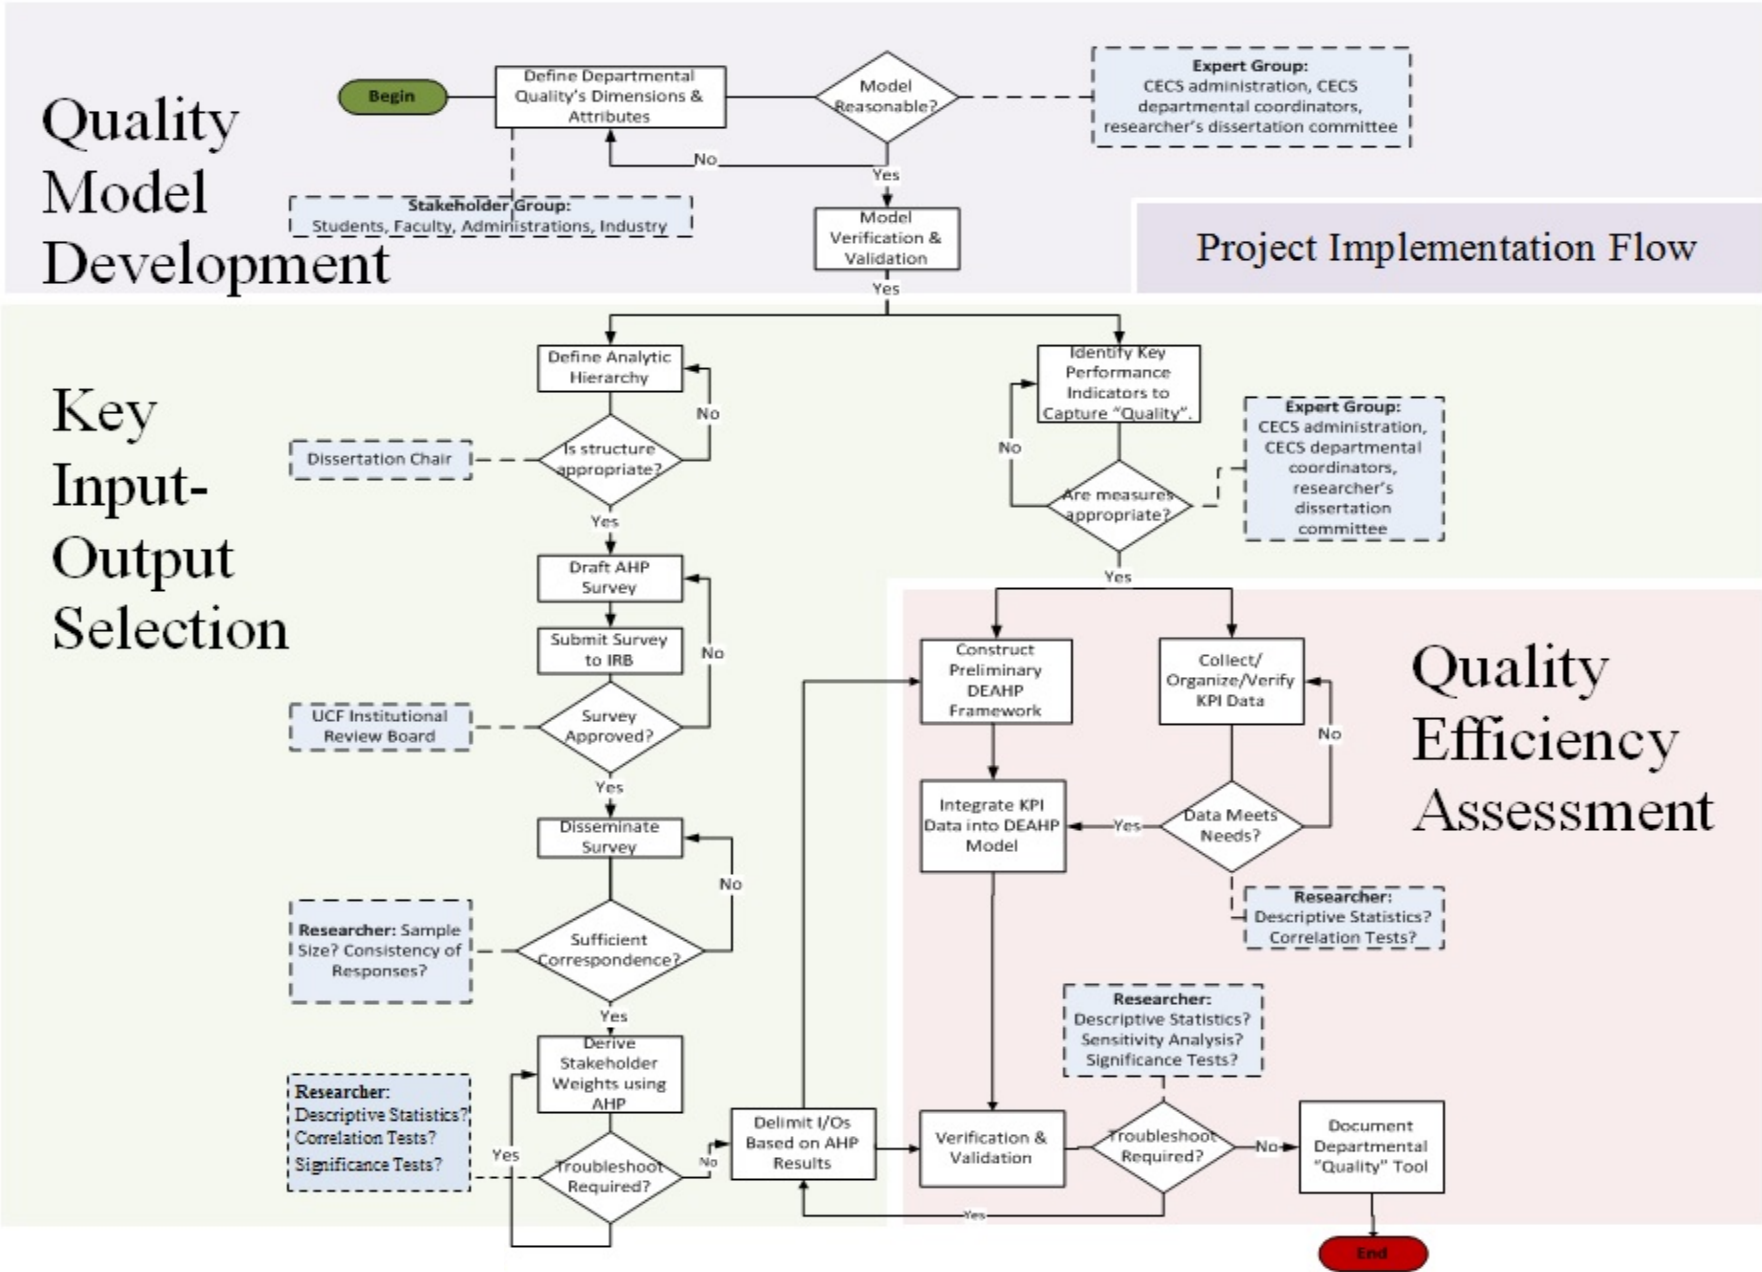 Quality
Model
Development
Begin
Define Departmental
Quality's Dimensions &
Attributes
Model
Reasonable?
Expert Group:
CECS administration, CECS
departmental coordinators,
researcher's dissertation committee
No
Yes
Stakeholder Group:
Students, Faculty, Administrations, Industry
Model
Verification &
Validation
Yes
Project Implementation Flow
Key
Input-
Output
Selection
Define Analytic
Hierarchy
No
Is structure
appropriate?
Dissertation Chair
Yes
Draft AHP
Survey
Submit Survey
to IRB
No
UCF Institutional
Review Board
Survey
Approved?
Yes
Disseminate
Survey
No
Researcher: Sample
Size? Consistency of
Responses?
Sufficient
Correspondence?
Yes
Derive
Stakeholder
Weights using
AHP
Researcher:
Descriptive Statistics?
Correlation Tests?
Significance Tests?
Yes
Troubleshoot
Required?
No
Delimit I/Os
Based on AHP
Results
Identify Key
Performance
Indicators to
Capture "Quality".
No
Are measures
appropriate?
Expert Group:
CECS administration,
CECS departmental
coordinators,
researcher's
dissertation
committee
Yes
Quality
Efficiency
Assessment
Construct
Preliminary
DEAHP
Framework
Collect/
Organize/Verify
KPI Data
No
Integrate KPI
Data into DEAHP
Model
Yes
Data Meets
Needs?
Researcher:
Descriptive Statistics?
Correlation Tests?
Researcher:
Descriptive Statistics?
Sensitivity Analysis?
Significance Tests?
Verification &
Validation
Troubleshoot
Required?
No
Yes
Document
Departmental
"Quality" Tool
End